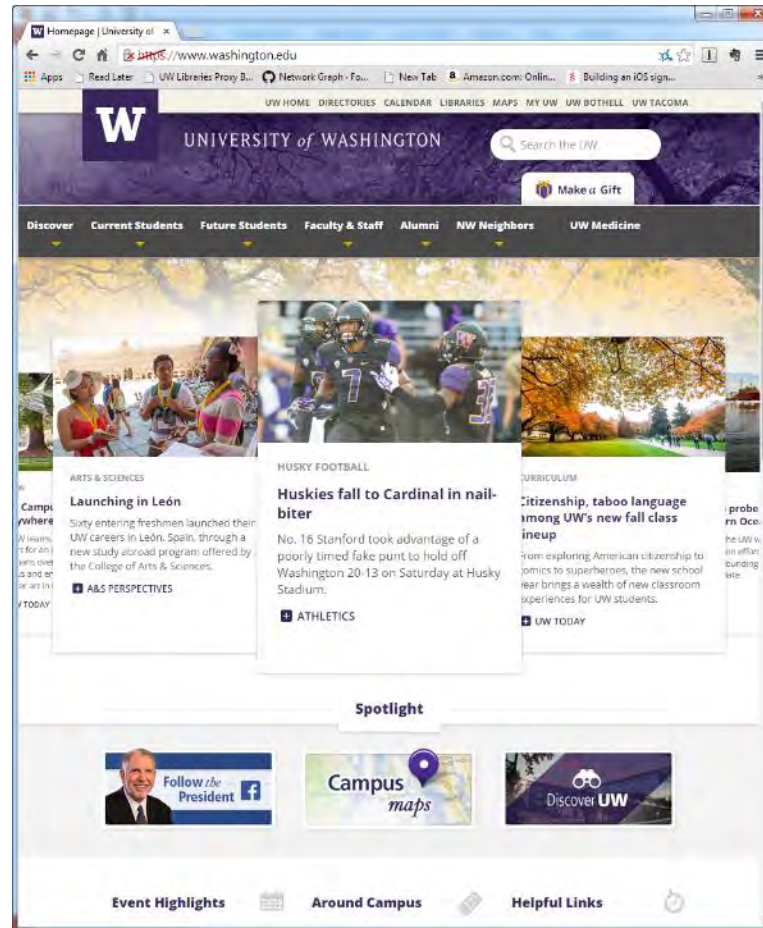 Homepage | University of
https://www.washington.edu
Apps Read Later UW Libraries Proxy B... Network Graph · Fo... New Tab Amazon.com: Onlin... Building an iOS sign...
UW HOME DIRECTORIES CALENDAR LIBRARIES MAPS MY UW UW BOTHELL UW TACOMA
W
UNIVERSITY of WASHINGTON
Search the UW
Make a Gift
Discover Current Students Future Students Faculty & Staff Alumni NW Neighbors UW Medicine
ARTS & SCIENCES
Launching in León
Sixty entering freshmen launched their
UW careers in León, Spain, through a
new study abroad program offered by
the College of Arts & Sciences.
A&S PERSPECTIVES
HUSKY FOOTBALL
Huskies fall to Cardinal in nail-
biter
No. 16 Stanford took advantage of a
poorly timed fake punt to hold off
Washington 20-13 on Saturday at Husky
Stadium.
ATHLETICS
CURRICULUM
Citizenship, taboo language
among UW's new fall class
lineup
From exploring American citizenship to
comics to superheroes, the new school
year brings a wealth of new classroom
experiences for UW students.
UW TODAY
probe
Spotlight
Follow the
President
Campus
maps
Discover UW
Event Highlights Around Campus Helpful Links